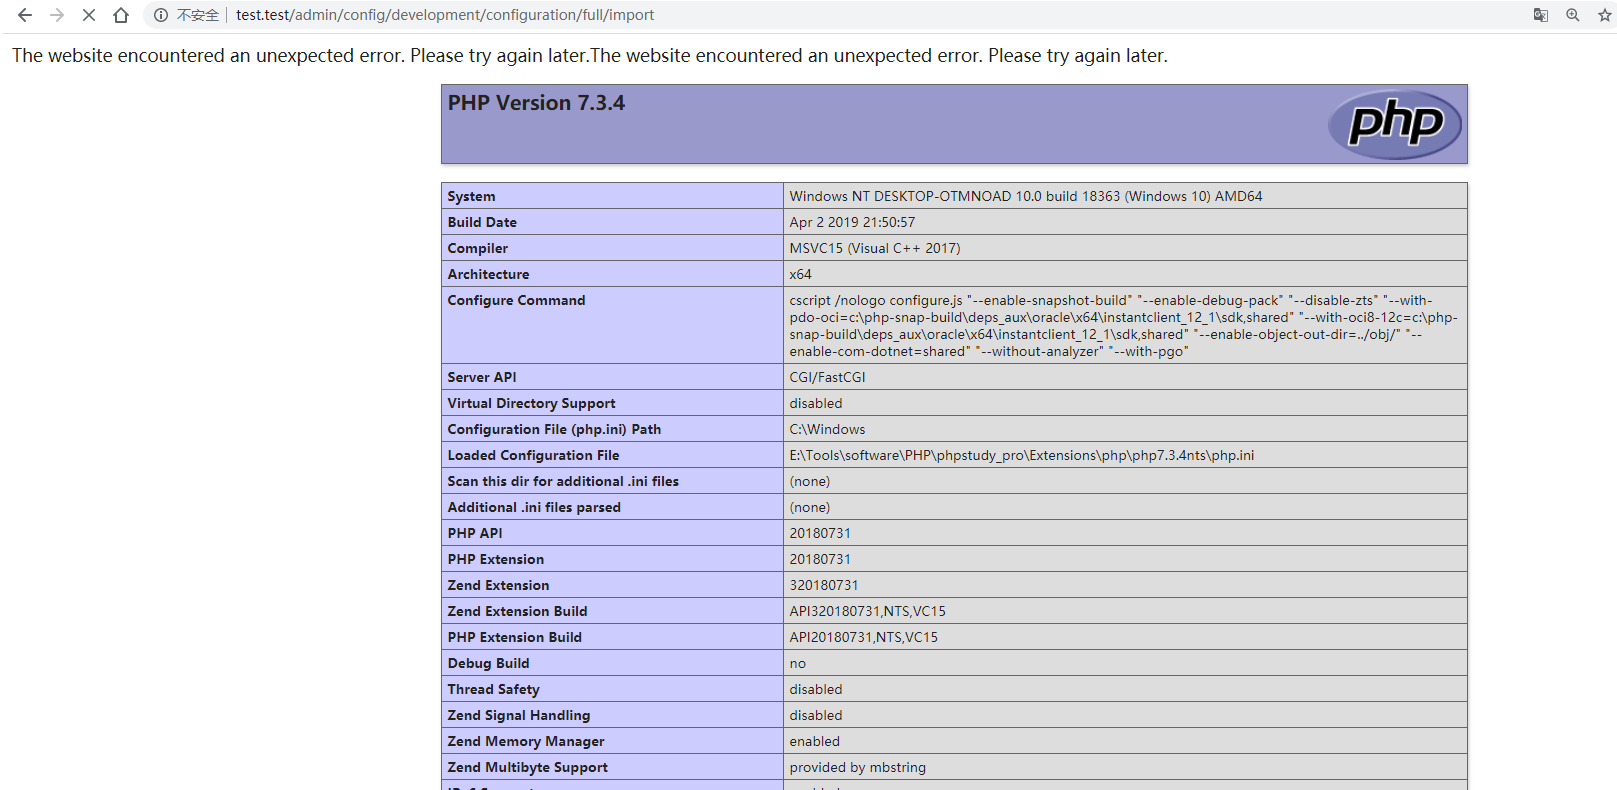 不安全 test.test/admin/config/development/configuration/full/import
The website encountered an unexpected error. Please try again later.The website encountered an unexpected error. Please try again later.
PHP Version 7.3.4
php
System Windows NT DESKTOP-OTMNOAD 10.0 build 18363 (Windows 10) AMD64
Build Date Apr 2 2019 21:50:57
Compiler MSVC15 (Visual C++ 2017)
Architecture x64
Configure Command cscript /nologo configure.js "--enable-snapshot-build" "--enable-debug-pack" "--disable-zts" "--with-
pdo-oci=c:\php-snap-build\deps_aux\oracle\x64\instantclient_12_1\sdk,shared" "--with-oci8-12c=c:\php-
snap-build\deps_aux\oracle\x64\instantclient_12_1\sdk,shared" "--enable-object-out-dir=../obj/" "--
enable-com-dotnet=shared" "--without-analyzer" "--with-pgo"
Server API CGI/FastCGI
Virtual Directory Support disabled
Configuration File (php.ini) Path C:\Windows
Loaded Configuration File E:\Tools\software\PHP\phpstudy_pro\Extensions\php\php7.3.4nts\php.ini
Scan this dir for additional .ini files (none)
Additional .ini files parsed (none)
PHP API 20180731
PHP Extension 20180731
Zend Extension 320180731
Zend Extension Build API320180731,NTS,VC15
PHP Extension Build API20180731,NTS,VC15
Debug Build no
Thread Safety disabled
Zend Signal Handling disabled
Zend Memory Manager enabled
Zend Multibyte Support provided by mbstring